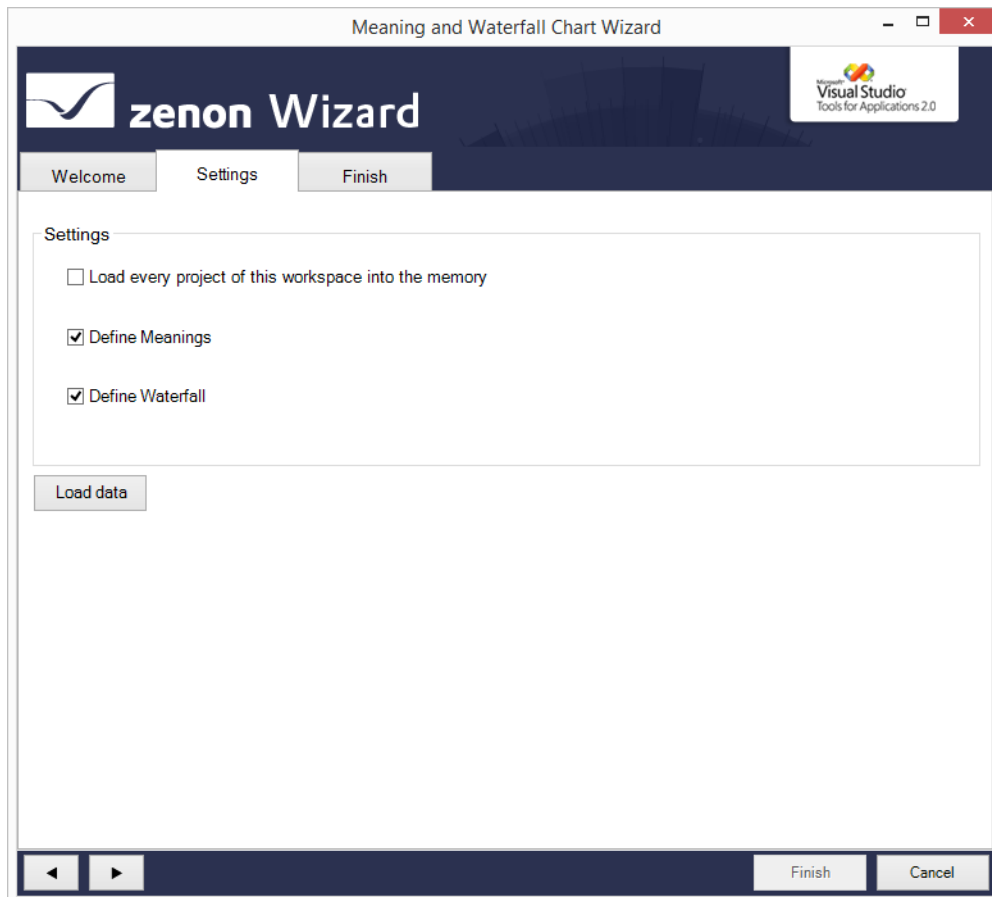 Meaning and Waterfall Chart Wizard
zenon Wizard
Microsoft
Visual Studio
Tools for Applications 2.0
Welcome Settings Finish
Settings
Load every project of this workspace into the memory
Define Meanings
Define Waterfall
Load data
Finish Cancel